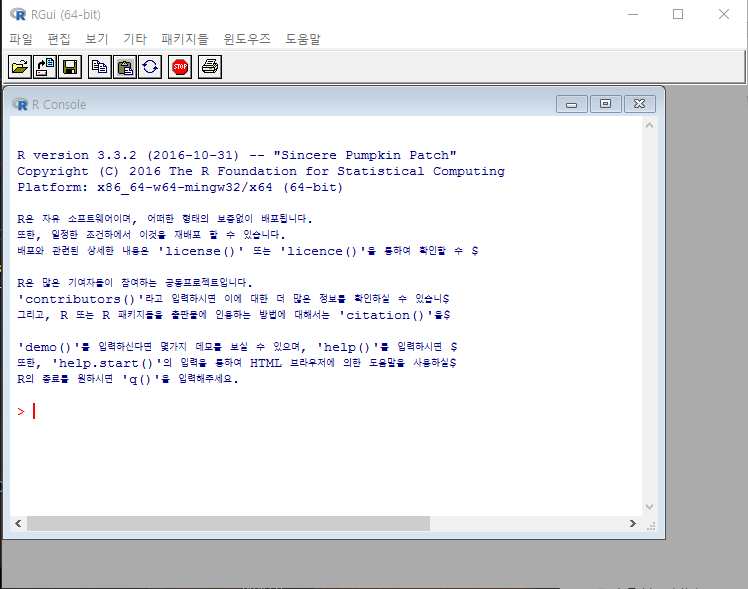 RGui (64-bit)
파일 편집 보기 기타 패키지들 윈도우즈 도움말
STOP
R Console
R version 3.3.2 (2016-10-31) -- "Sincere Pumpkin Patch"
Copyright (C) 2016 The R Foundation for Statistical Computing
Platform: x86_64-w64-mingw32/x64 (64-bit)
R은 자유 소프트웨어이며, 어떠한 형태의 보증없이 배포됩니다.
또한, 일정한 조건하에서 이것을 재배포 할 수 있습니다.
배포와 관련된 상세한 내용은 'license()' 또는 'licence()'을 통하여 확인할 수 $
R은 많은 기여자들이 참여하는 공동프로젝트입니다.
'contributors()'라고 입력하시면 이에 대한 더 많은 정보를 확인하실 수 있습니$
그리고, R 또는 R 패키지들을 출판물에 인용하는 방법에 대해서는 'citation()'을$
'demo()'를 입력하신다면 몇가지 데모를 보실 수 있으며, 'help()'를 입력하시면 $
또한, 'help.start()'의 입력을 통하여 HTML 브라우저에 의한 도움말을 사용하실$
R의 종료를 원하시면 'q()'을 입력해주세요.
>